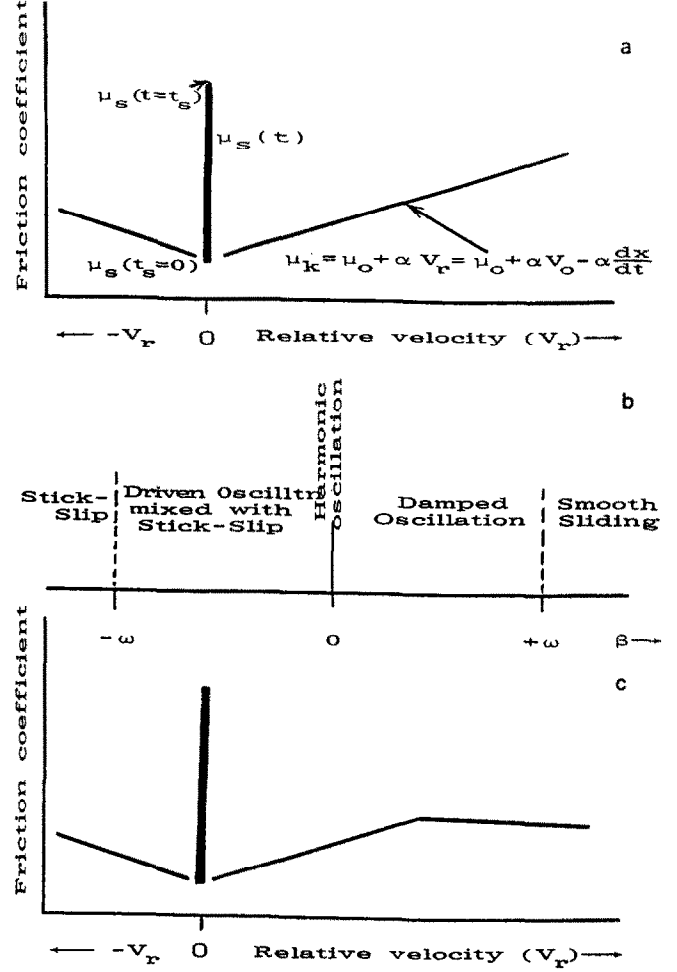 a
Friction coefficient
μs(t=ts)
μs(t)
μs(ts=0)
μk=μo+α Vr=μo+αVo-α dx/dt
← -Vr 0 Relative velocity (Vr)→
b
Harmonic
oscillation
Stick-
Slip
Driven Oscilltn
mixed with
Stick-Slip
Damped
Oscillation
Smooth
Sliding
-ω 0 +ω β→
c
Friction coefficient
← -Vr 0 Relative velocity (Vr)→